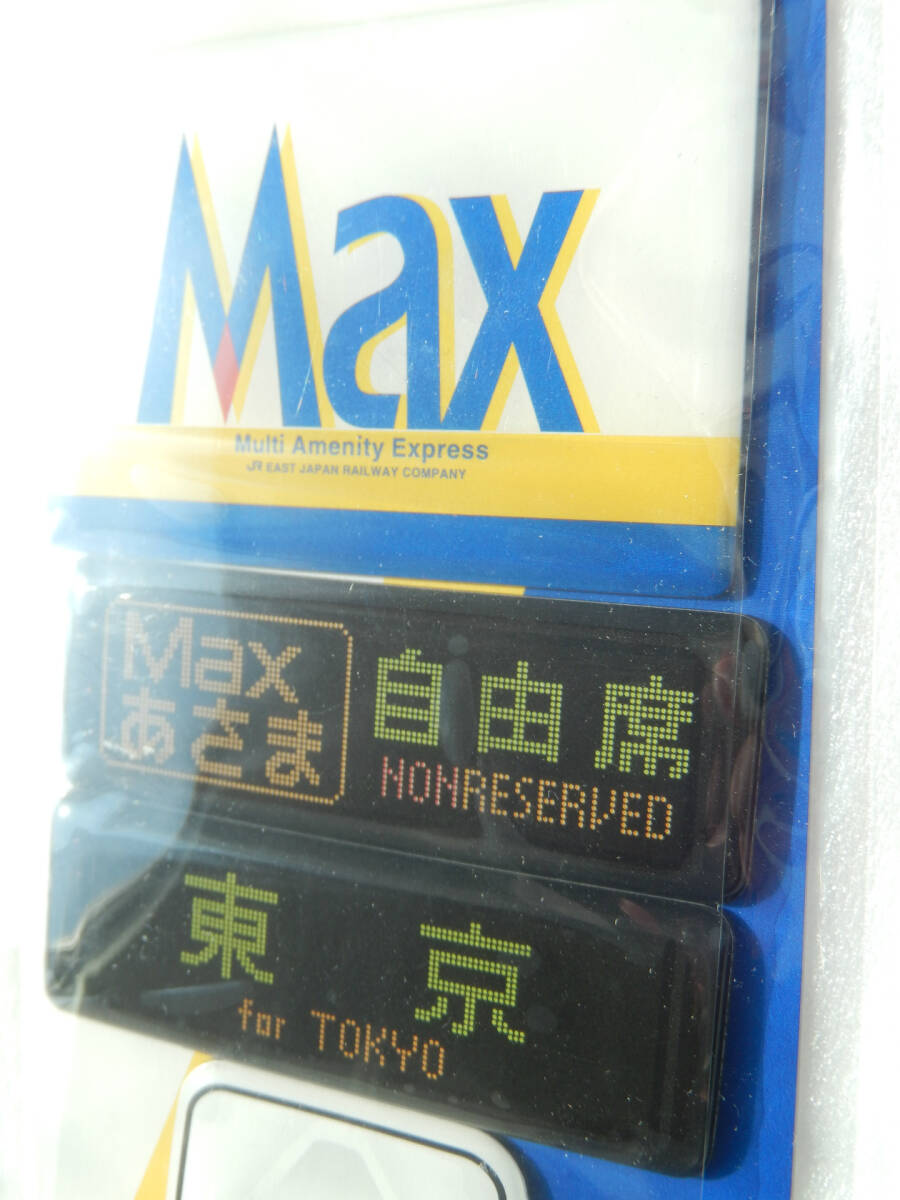 Max
Multi Amenity Express
JR EAST JAPAN RAILWAY COMPANY
Max
あさま
自由席
NONRESERVED
東京
for TOKYO